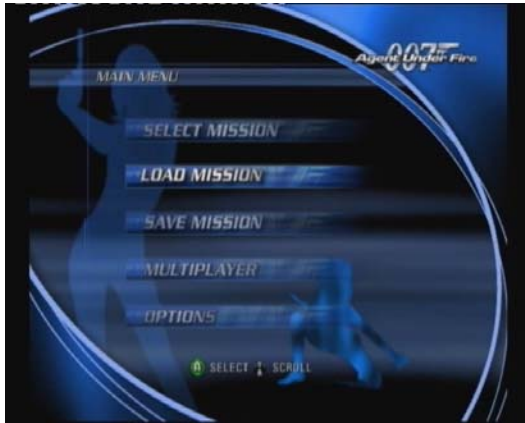 007
Agent Under Fire
MAIN MENU
SELECT MISSION
LOAD MISSION
SAVE MISSION
MULTIPLAYER
OPTIONS
A SELECT SCROLL